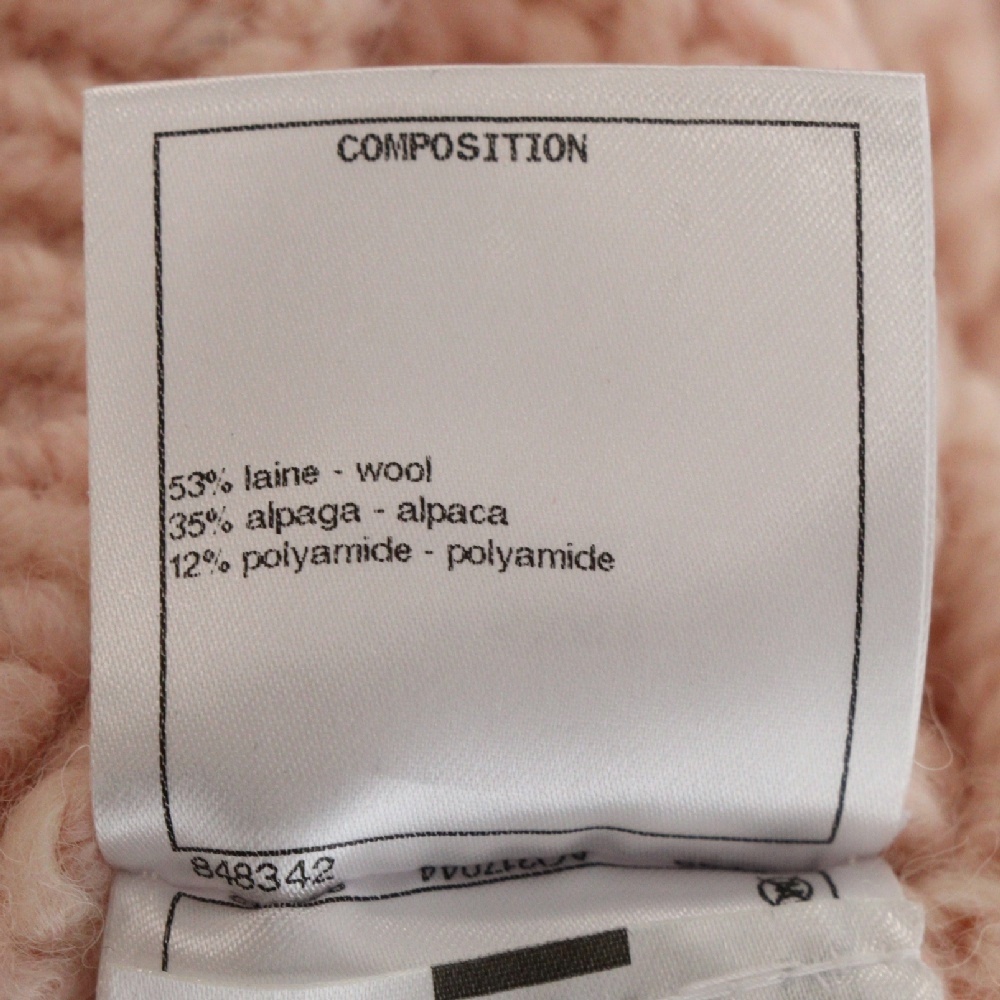 COMPOSITION
53% laine - wool
35% alpaga - alpaca
12% polyamide - polyamide
848342